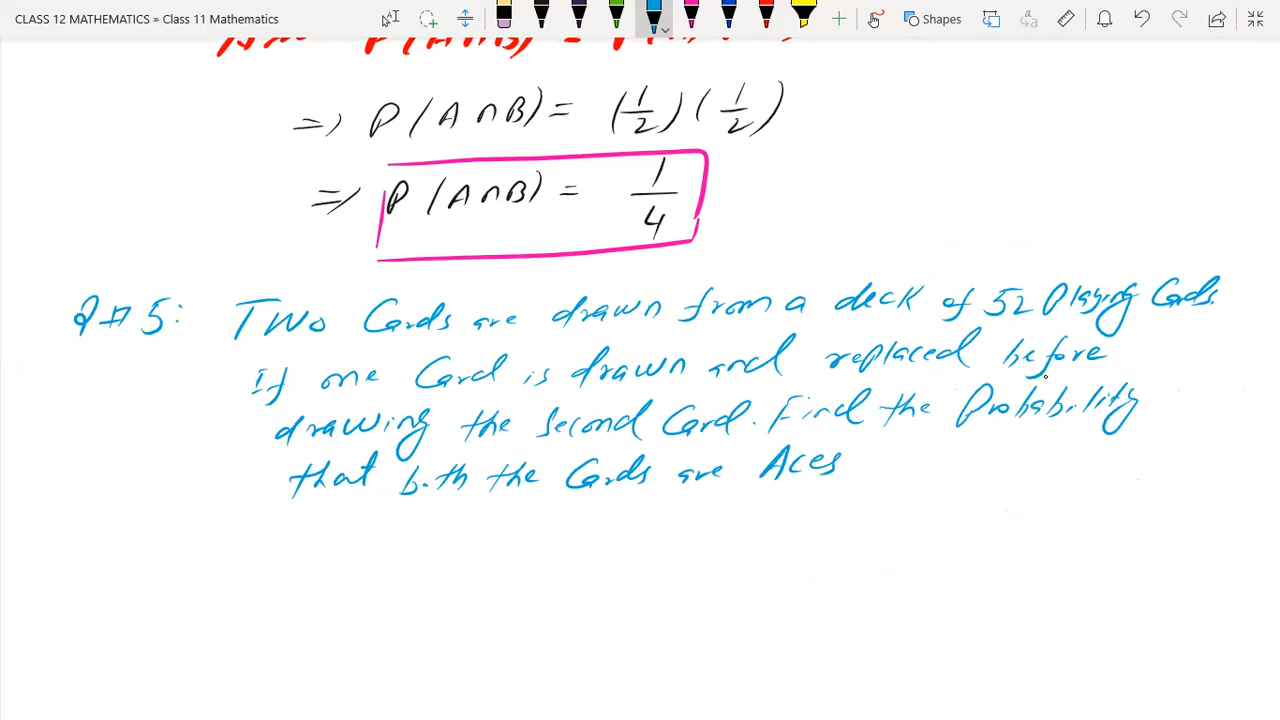 CLASS 12 MATHEMATICS » Class 11 Mathematics
Shapes
P(A∩B) =
=> P(A∩B) = (1/2)(1/2)
=> P(A∩B) = 1/4
Q#5: Two Cards are drawn from a deck of 52 Playing Cards.
If one Card is drawn and replaced before
drawing the second Card. Find the Probability
that both the Cards are Aces